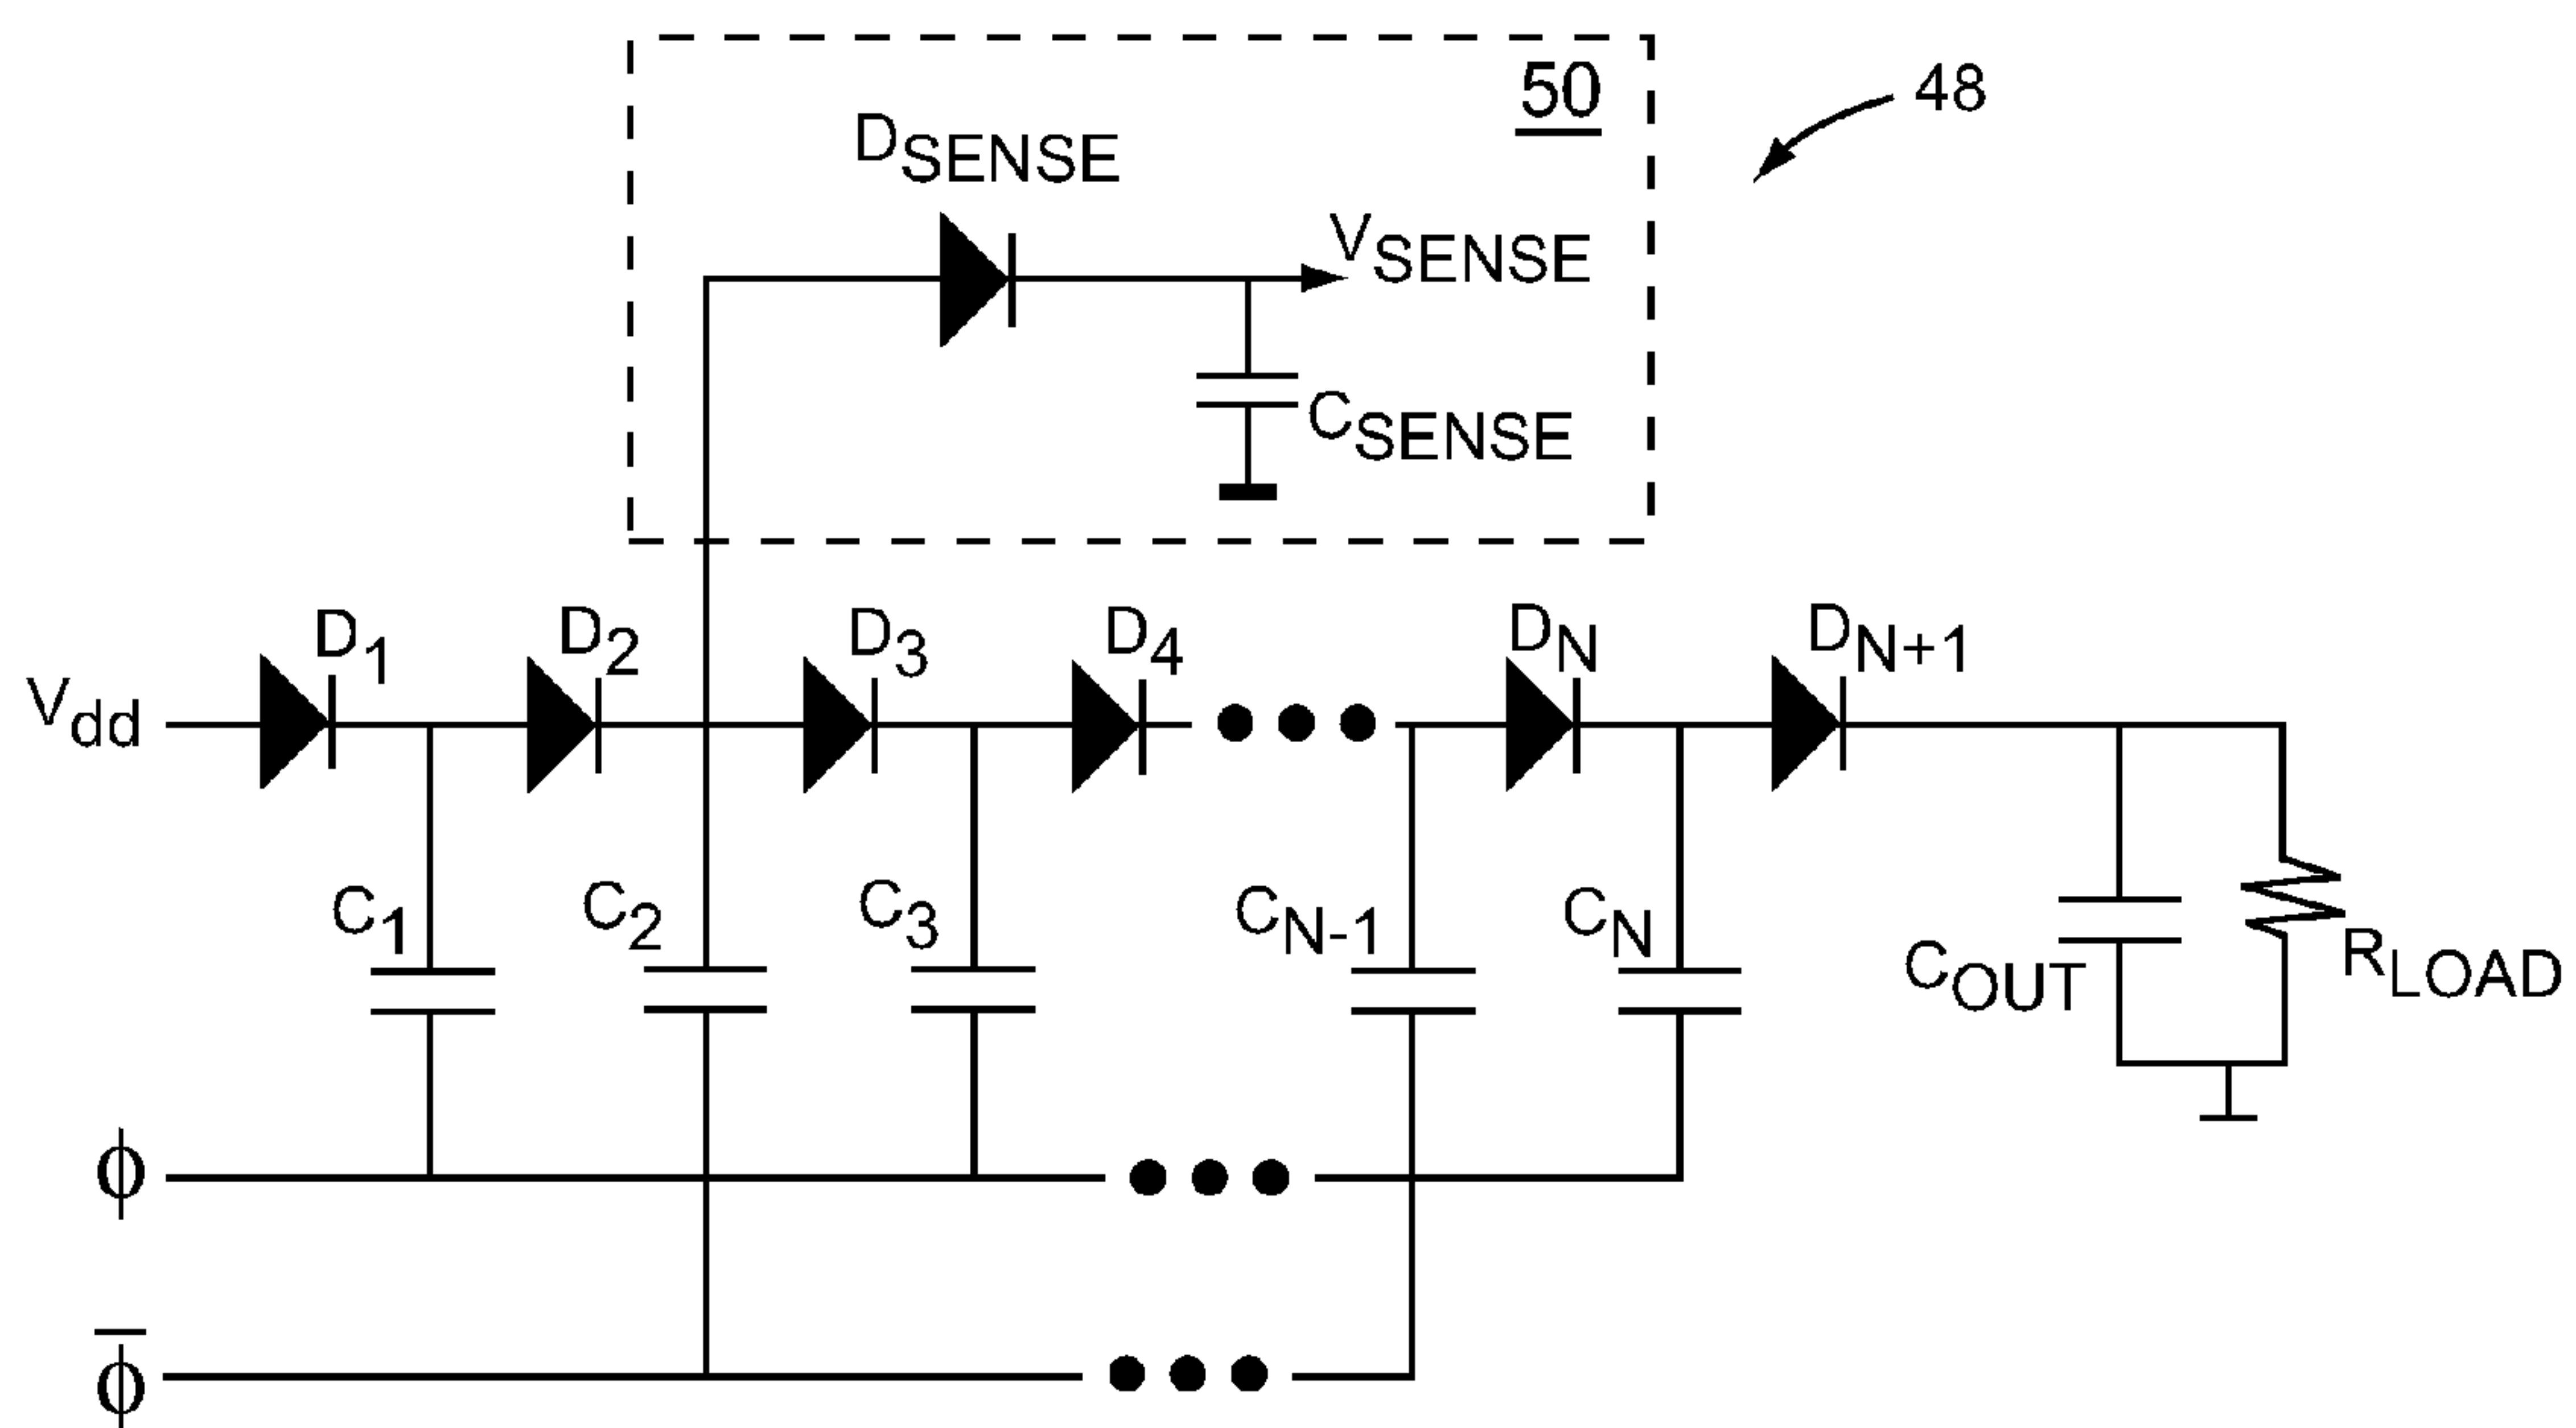 50
48
DSENSE
VSENSE
CSENSE
D1 D2 D3 D4 DN DN+1
Vdd
C1 C2 C3 CN-1 CN
COUT RLOAD
ϕ
ϕ̅